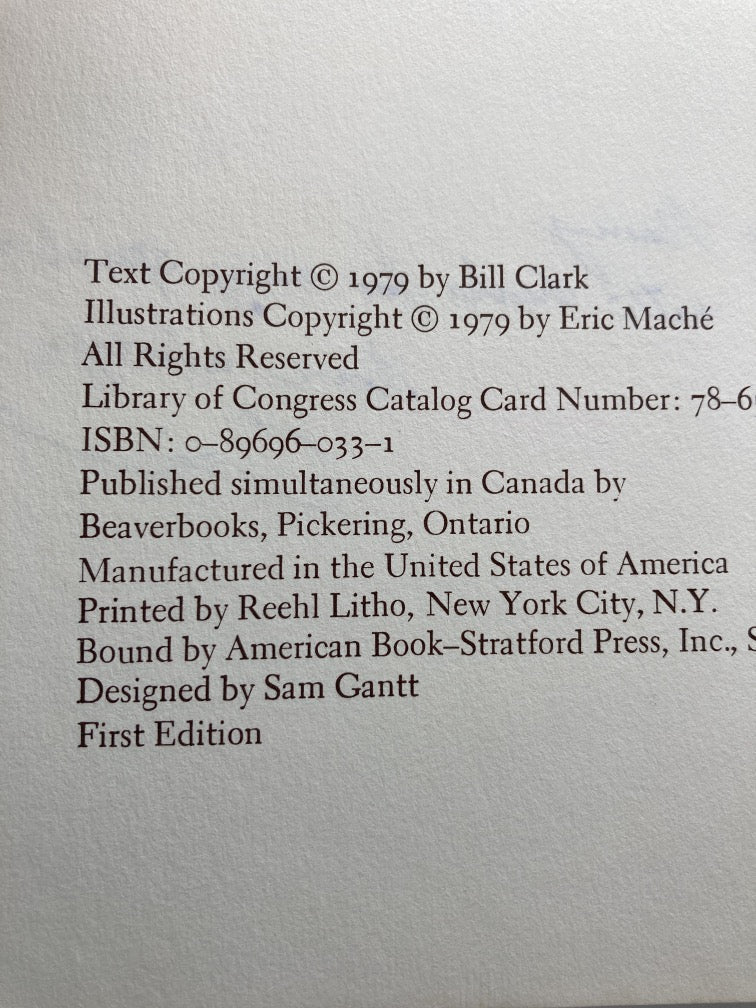 Text Copyright © 1979 by Bill Clark
Illustrations Copyright © 1979 by Eric Maché
All Rights Reserved
Library of Congress Catalog Card Number: 78-6
ISBN: 0–89696–033–1
Published simultaneously in Canada by
Beaverbooks, Pickering, Ontario
Manufactured in the United States of America
Printed by Reehl Litho, New York City, N.Y.
Bound by American Book–Stratford Press, Inc.,
Designed by Sam Gantt
First Edition